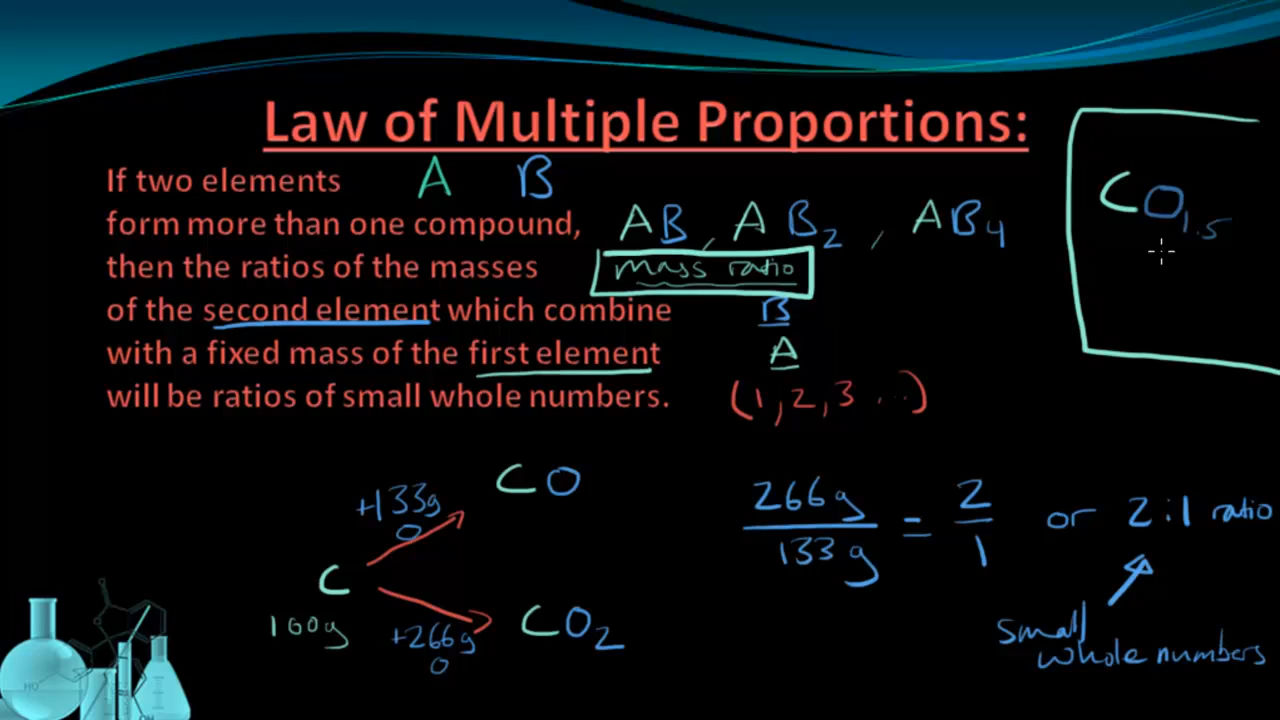 Law of Multiple Proportions:
If two elements A B
form more than one compound, AB, AB2, AB4
then the ratios of the masses mass ratio
of the second element which combine B
with a fixed mass of the first element A
will be ratios of small whole numbers. (1, 2, 3 ...)
CO1.5
CO
+133g
O
C
100g
+266g
O
CO2
266g
133g
= 2
1
or 2:1 ratio
small
whole numbers
HO
OH
O